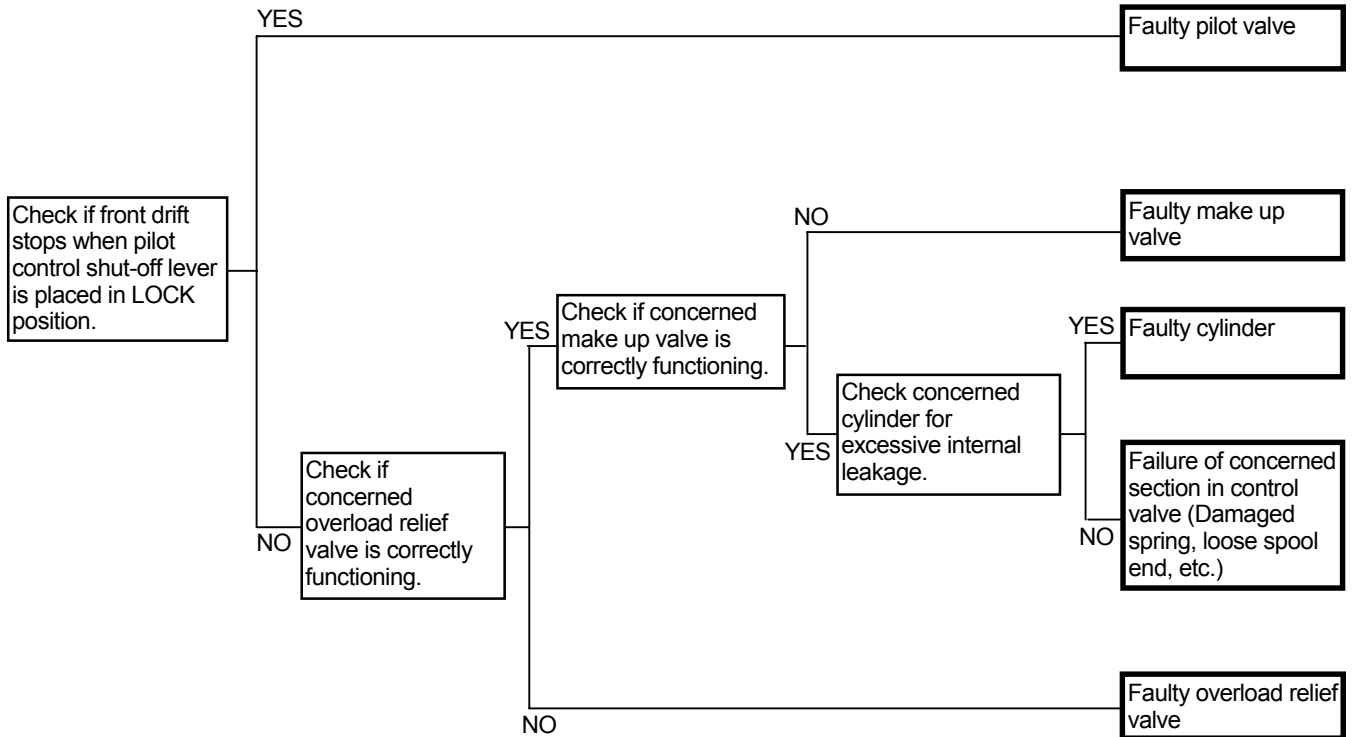 YES
Faulty pilot valve
Check if front drift
stops when pilot
control shut-off lever
is placed in LOCK
position.
NO
Faulty make up
valve
YES
Check if concerned
make up valve is
correctly functioning.
YES
Faulty cylinder
YES
Check concerned
cylinder for
excessive internal
leakage.
NO
Failure of concerned
section in control
valve (Damaged
spring, loose spool
end, etc.)
NO
Check if
concerned
overload relief
valve is correctly
functioning.
NO
Faulty overload relief
valve